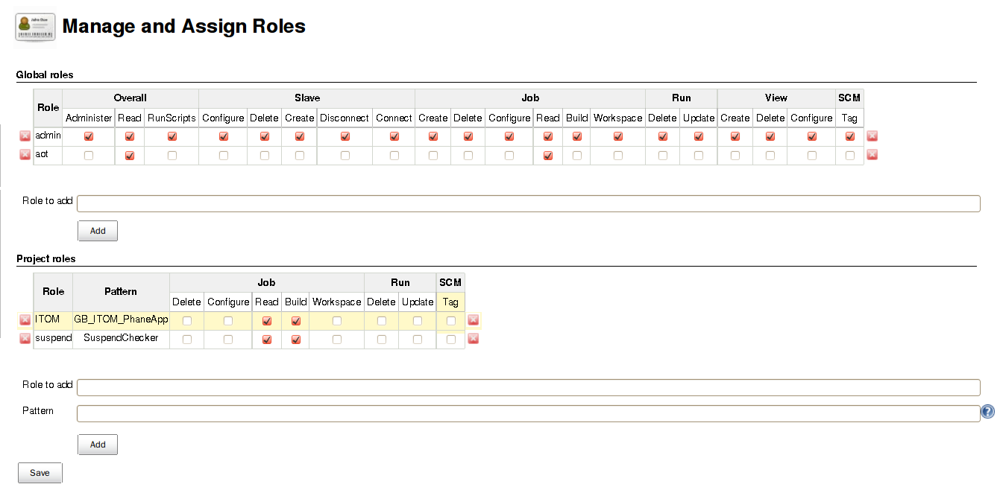 John Doe
Manage and Assign Roles
Global roles
Role Overall Slave Job Run View SCM
Administer Read RunScripts Configure Delete Create Disconnect Connect Create Delete Configure Read Build Workspace Delete Update Create Delete Configure Tag
admin
aot
Role to add
Add
Project roles
Role Pattern Job Run SCM
Delete Configure Read Build Workspace Delete Update Tag
ITOM GB_ITOM_PhaneApp
suspend SuspendChecker
Role to add
Pattern
?
Add
Save